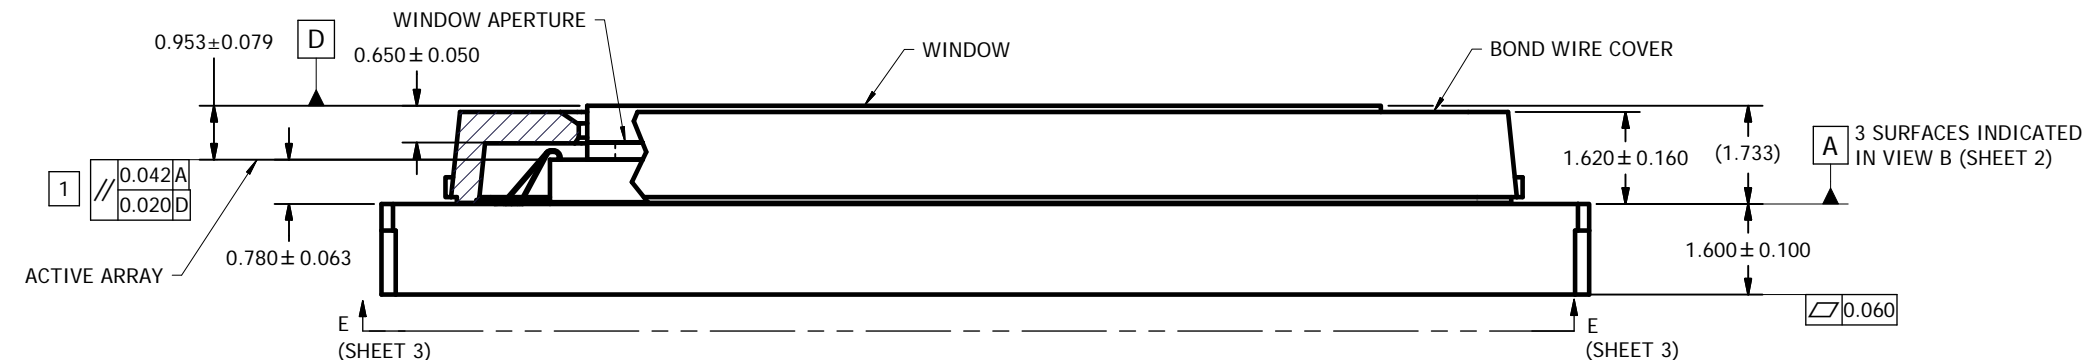 WINDOW APERTURE
0.953±0.079
D
0.650±0.050
WINDOW
BOND WIRE COVER
1
// 0.042 A
0.020 D
1.620±0.160
(1.733)
A
3 SURFACES INDICATED
IN VIEW B (SHEET 2)
0.780±0.063
ACTIVE ARRAY
1.600±0.100
0.060
E
(SHEET 3)
E
(SHEET 3)